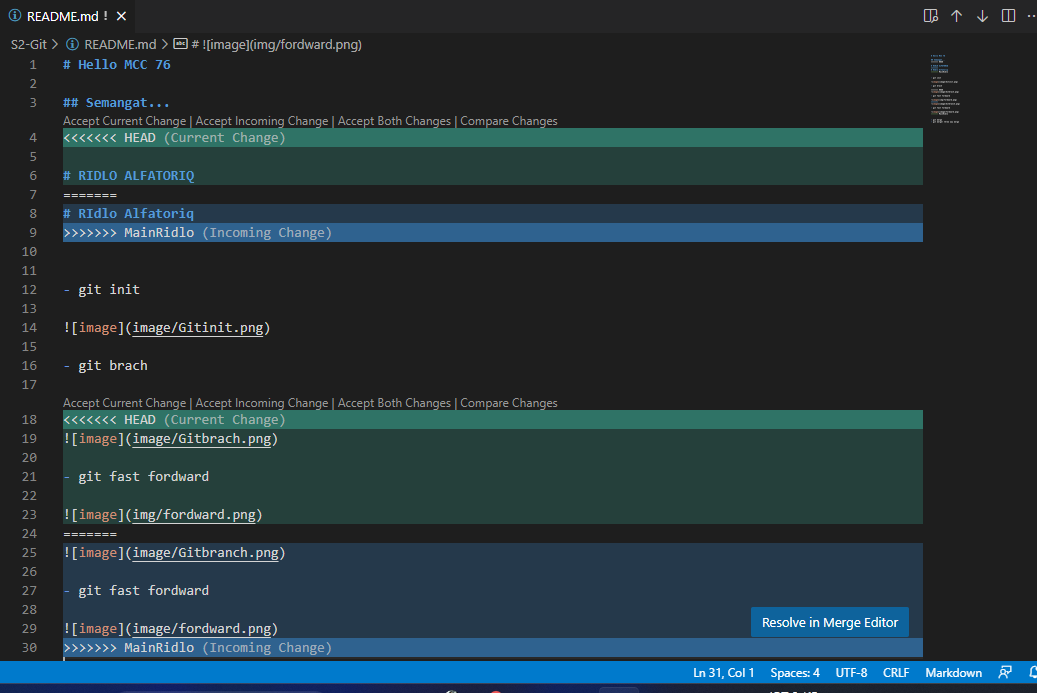 README.md ! ×
S2-Git > README.md > # ![image](img/fordward.png)
1 # Hello MCC 76
2
3 ## Semangat...
Accept Current Change | Accept Incoming Change | Accept Both Changes | Compare Changes
4 <<<<<<< HEAD (Current Change)
5
6 # RIDLO ALFATORIQ
7 =======
8 # RIdlo Alfatoriq
9 >>>>>>> MainRidlo (Incoming Change)
10
11
12 - git init
13
14 ![image](image/Gitinit.png)
15
16 - git brach
17
Accept Current Change | Accept Incoming Change | Accept Both Changes | Compare Changes
18 <<<<<<< HEAD (Current Change)
19 ![image](image/Gitbrach.png)
20
21 - git fast fordward
22
23 ![image](img/fordward.png)
24 =======
25 ![image](image/Gitbranch.png)
26
27 - git fast fordward
28
29 ![image](image/fordward.png)
Resolve in Merge Editor
30 >>>>>>> MainRidlo (Incoming Change)
Ln 31, Col 1 Spaces: 4 UTF-8 CRLF Markdown